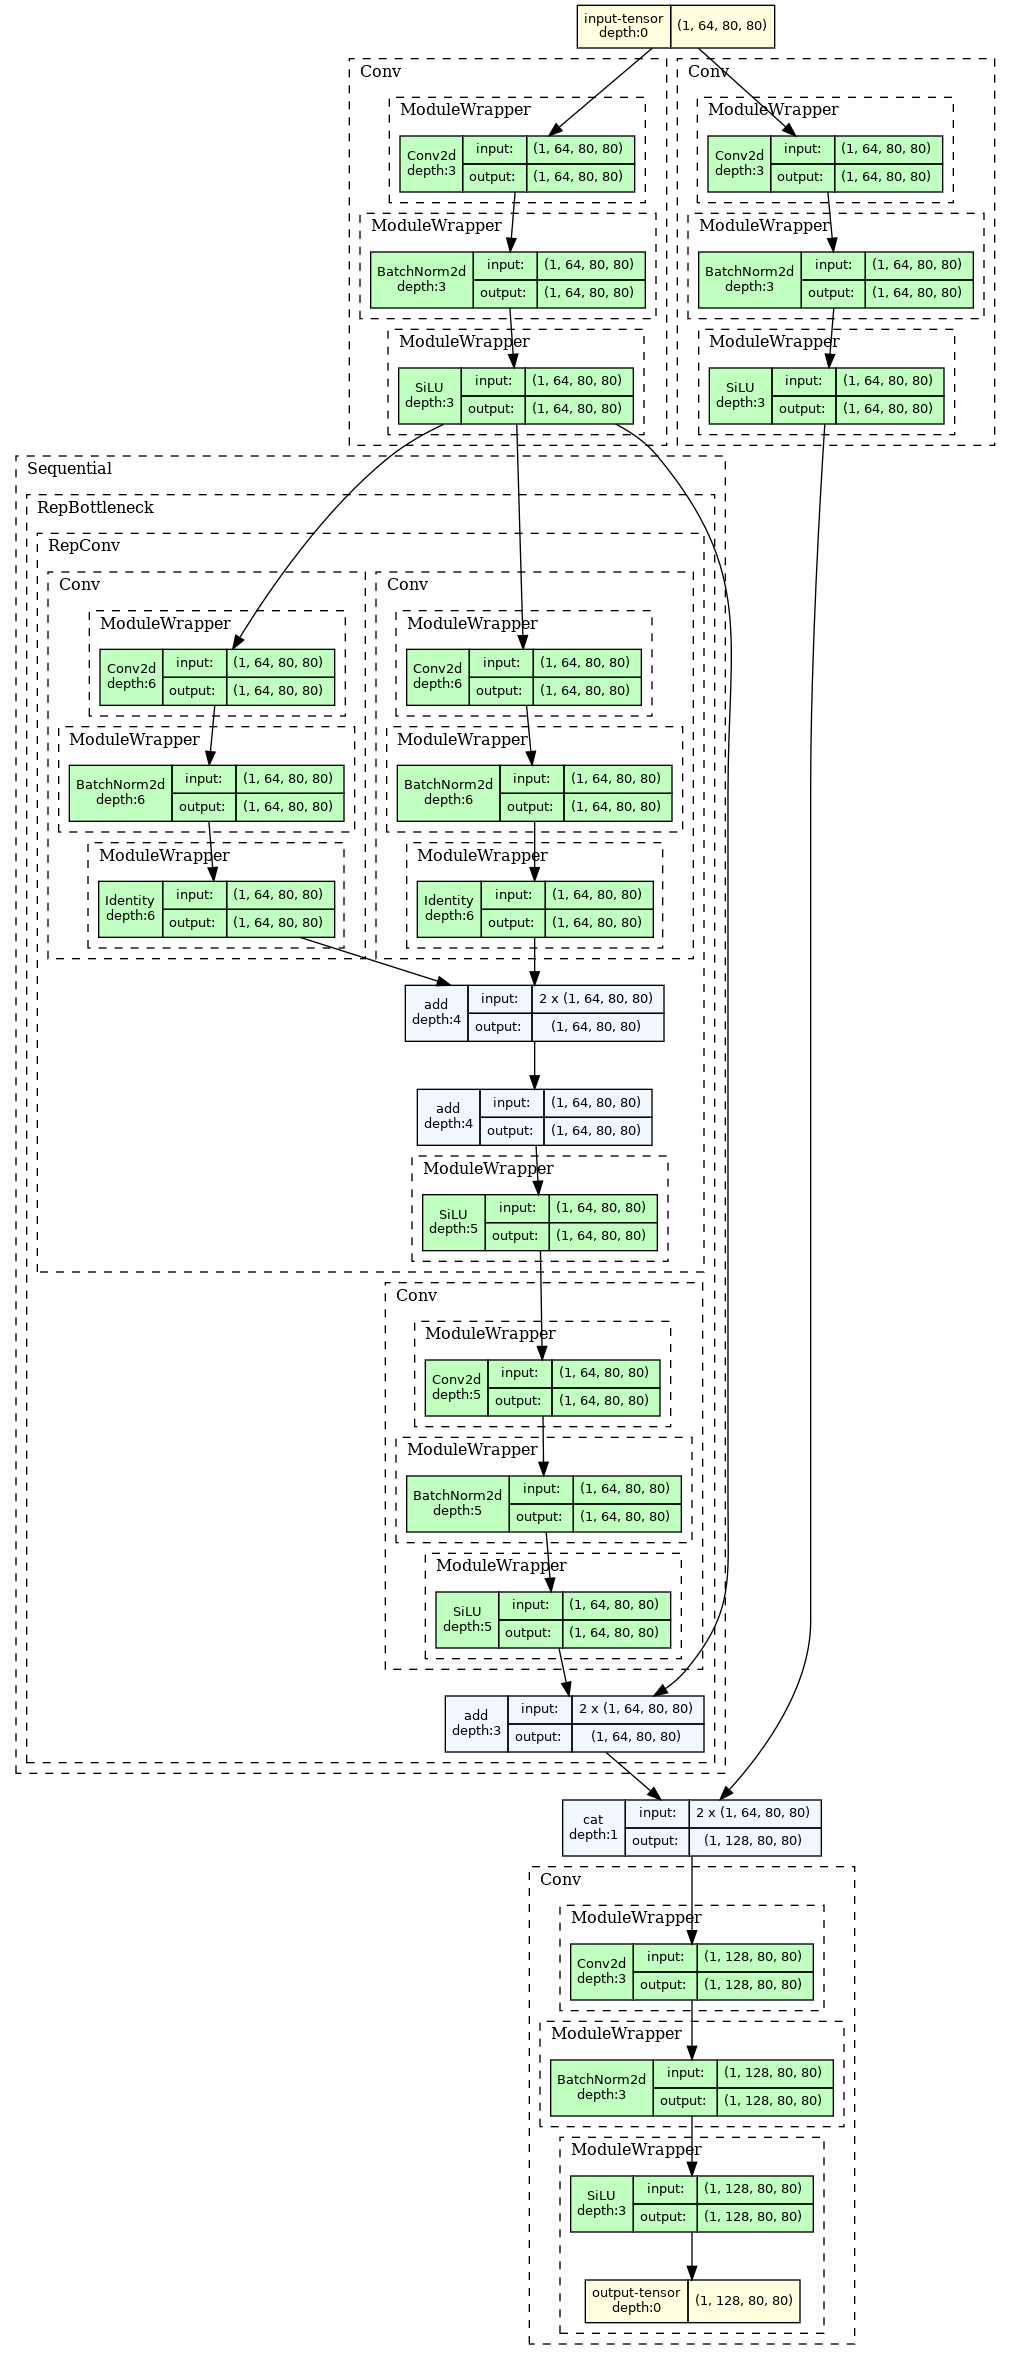 input-tensor
depth:0
(1, 64, 80, 80)
Conv
ModuleWrapper
Conv2d
depth:3
input:
(1, 64, 80, 80)
output:
(1, 64, 80, 80)
ModuleWrapper
BatchNorm2d
depth:3
input:
(1, 64, 80, 80)
output:
(1, 64, 80, 80)
ModuleWrapper
SiLU
depth:3
input:
(1, 64, 80, 80)
output:
(1, 64, 80, 80)
Conv
ModuleWrapper
Conv2d
depth:3
input:
(1, 64, 80, 80)
output:
(1, 64, 80, 80)
ModuleWrapper
BatchNorm2d
depth:3
input:
(1, 64, 80, 80)
output:
(1, 64, 80, 80)
ModuleWrapper
SiLU
depth:3
input:
(1, 64, 80, 80)
output:
(1, 64, 80, 80)
Sequential
RepBottleneck
RepConv
Conv
ModuleWrapper
Conv2d
depth:6
input:
(1, 64, 80, 80)
output:
(1, 64, 80, 80)
ModuleWrapper
BatchNorm2d
depth:6
input:
(1, 64, 80, 80)
output:
(1, 64, 80, 80)
ModuleWrapper
Identity
depth:6
input:
(1, 64, 80, 80)
output:
(1, 64, 80, 80)
Conv
ModuleWrapper
Conv2d
depth:6
input:
(1, 64, 80, 80)
output:
(1, 64, 80, 80)
ModuleWrapper
BatchNorm2d
depth:6
input:
(1, 64, 80, 80)
output:
(1, 64, 80, 80)
ModuleWrapper
Identity
depth:6
input:
(1, 64, 80, 80)
output:
(1, 64, 80, 80)
add
depth:4
input:
2 x (1, 64, 80, 80)
output:
(1, 64, 80, 80)
add
depth:4
input:
(1, 64, 80, 80)
output:
(1, 64, 80, 80)
ModuleWrapper
SiLU
depth:5
input:
(1, 64, 80, 80)
output:
(1, 64, 80, 80)
Conv
ModuleWrapper
Conv2d
depth:5
input:
(1, 64, 80, 80)
output:
(1, 64, 80, 80)
ModuleWrapper
BatchNorm2d
depth:5
input:
(1, 64, 80, 80)
output:
(1, 64, 80, 80)
ModuleWrapper
SiLU
depth:5
input:
(1, 64, 80, 80)
output:
(1, 64, 80, 80)
add
depth:3
input:
2 x (1, 64, 80, 80)
output:
(1, 64, 80, 80)
cat
depth:1
input:
2 x (1, 64, 80, 80)
output:
(1, 128, 80, 80)
Conv
ModuleWrapper
Conv2d
depth:3
input:
(1, 128, 80, 80)
output:
(1, 128, 80, 80)
ModuleWrapper
BatchNorm2d
depth:3
input:
(1, 128, 80, 80)
output:
(1, 128, 80, 80)
ModuleWrapper
SiLU
depth:3
input:
(1, 128, 80, 80)
output:
(1, 128, 80, 80)
output-tensor
depth:0
(1, 128, 80, 80)